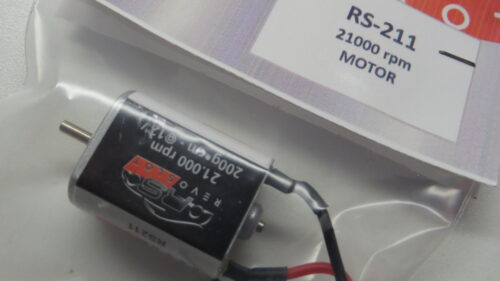 RS-211
21000 rpm
MOTOR
21.000 rpm
200g*cm - @12V
REVO
RS211